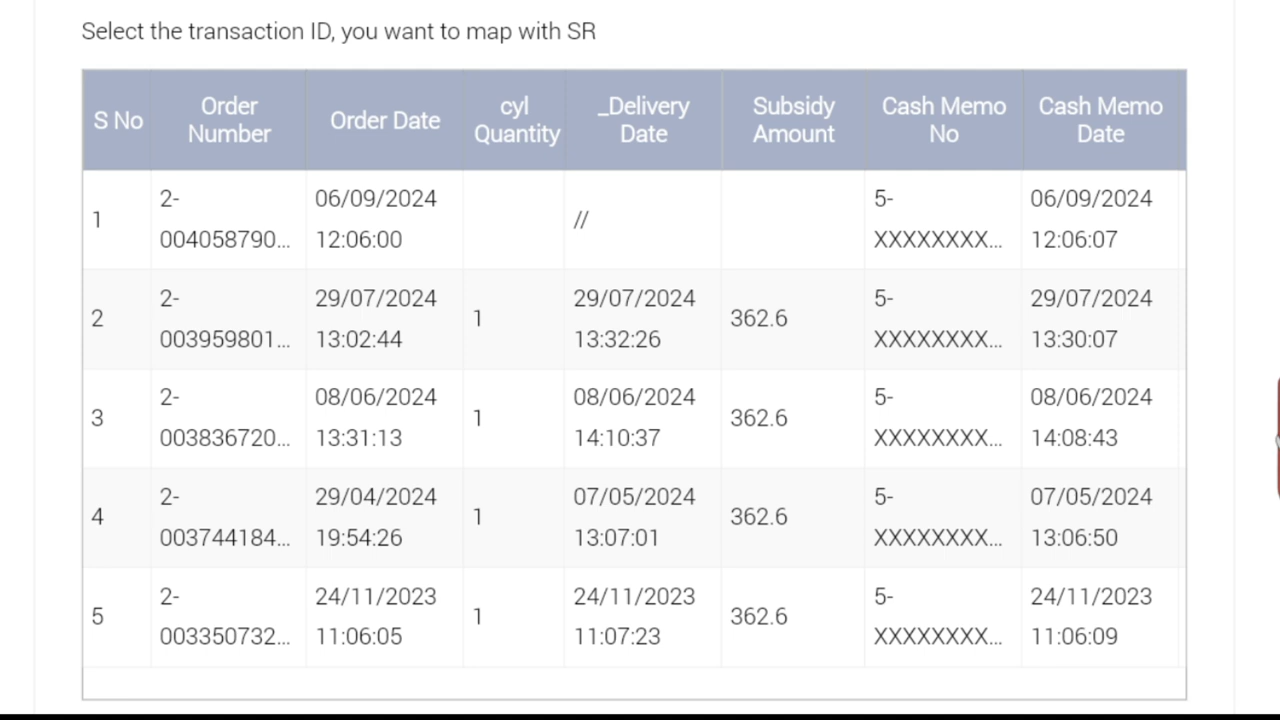 Select the transaction ID, you want to map with SR
S No Order Number Order Date cyl Quantity _Delivery Date Subsidy Amount Cash Memo No Cash Memo Date
1 2-004058790... 06/09/2024 12:06:00 // 5-XXXXXXXX... 06/09/2024 12:06:07
2 2-003959801... 29/07/2024 13:02:44 1 29/07/2024 13:32:26 362.6 5-XXXXXXXX... 29/07/2024 13:30:07
3 2-003836720... 08/06/2024 13:31:13 1 08/06/2024 14:10:37 362.6 5-XXXXXXXX... 08/06/2024 14:08:43
4 2-003744184... 29/04/2024 19:54:26 1 07/05/2024 13:07:01 362.6 5-XXXXXXXX... 07/05/2024 13:06:50
5 2-003350732... 24/11/2023 11:06:05 1 24/11/2023 11:07:23 362.6 5-XXXXXXXX... 24/11/2023 11:06:09